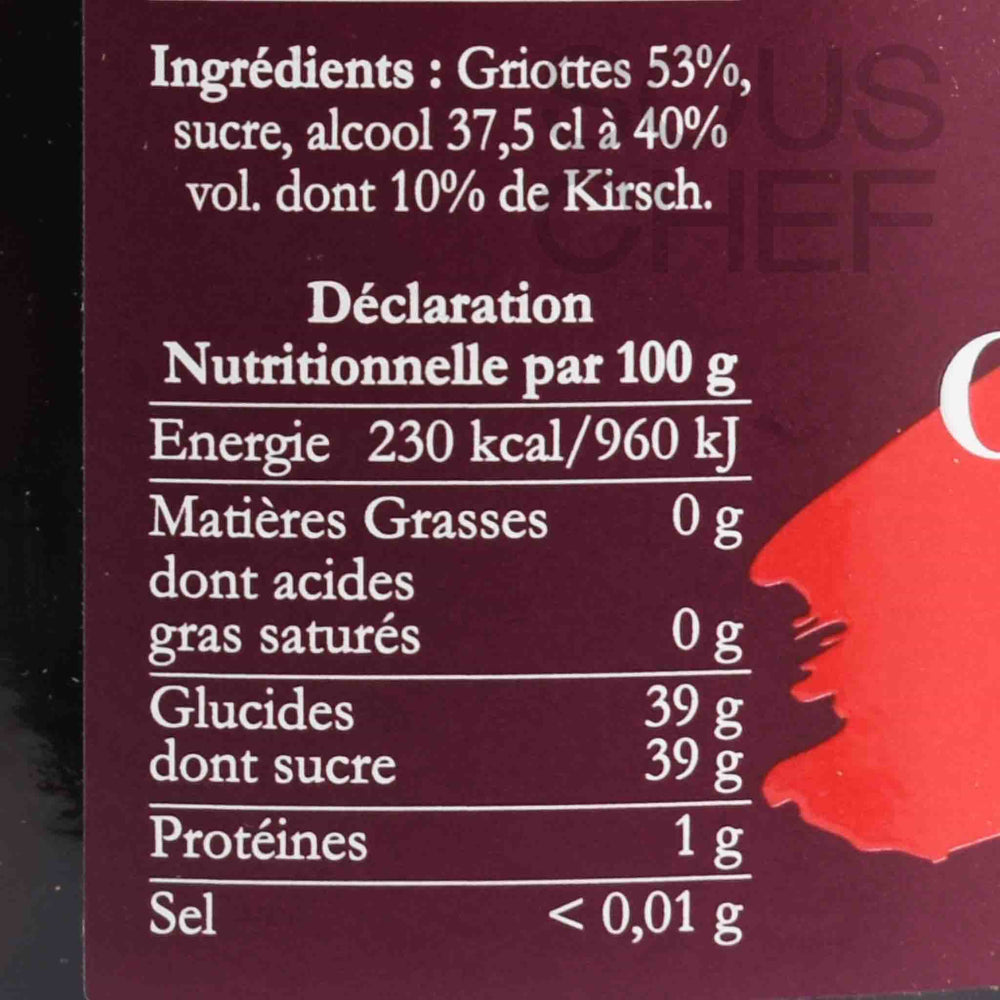 Ingrédients : Griottes 53%,
sucre, alcool 37,5 cl à 40%
vol. dont 10% de Kirsch.
SOUS
CHEF
Déclaration
Nutritionnelle par 100 g
Energie 230 kcal/960 kJ
Matières Grasses 0 g
dont acides
gras saturés 0 g
Glucides 39 g
dont sucre 39 g
Protéines 1 g
Sel < 0,01 g